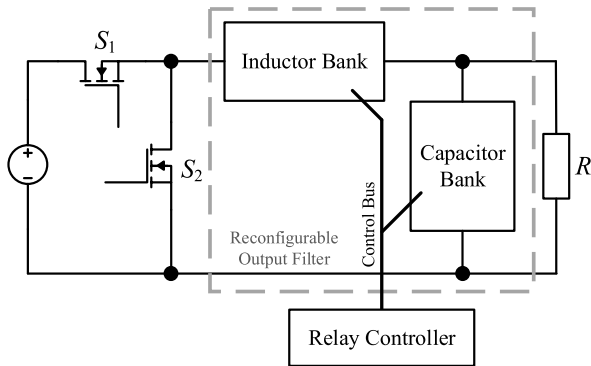 S1
Inductor Bank
+
−
S2
Capacitor
Bank
R
Control Bus
Reconfigurable
Output Filter
Relay Controller